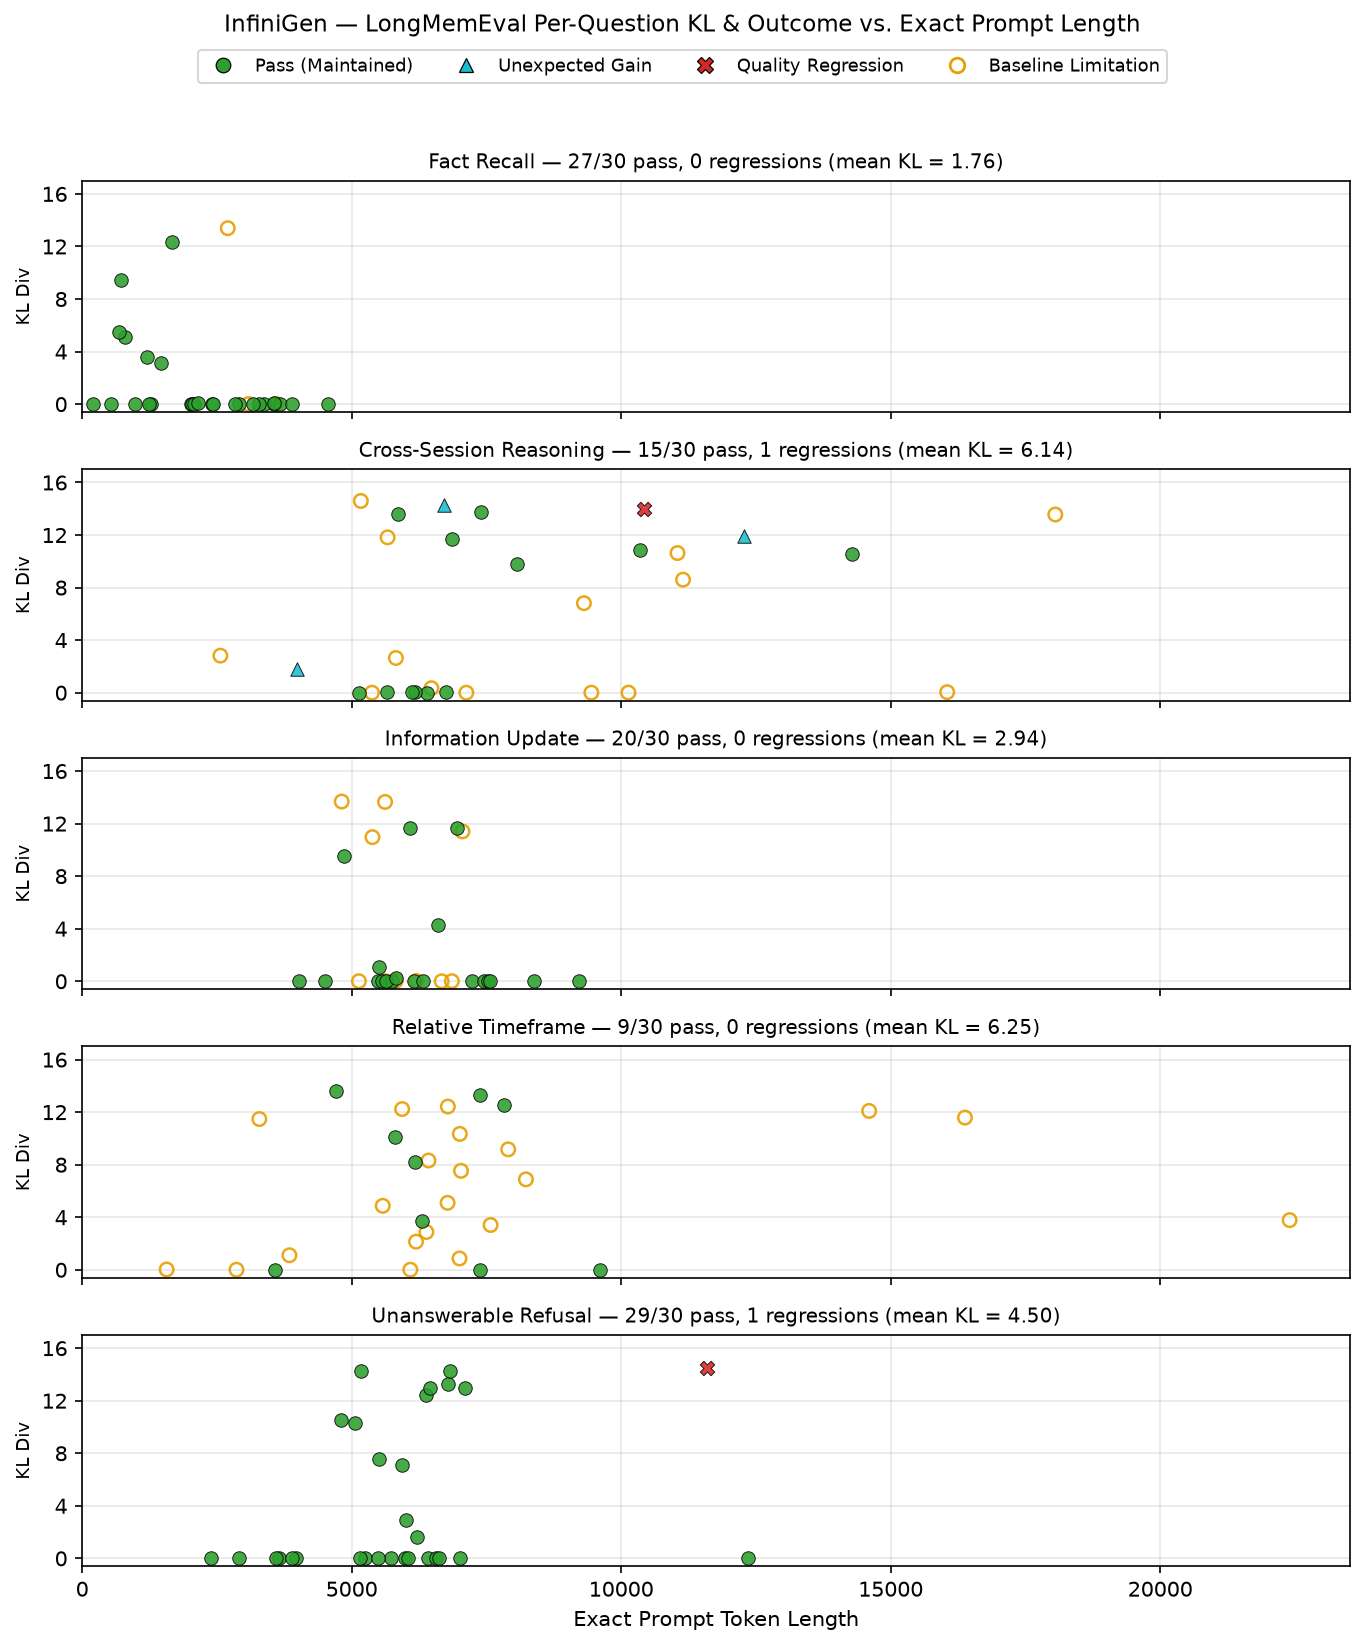 InfiniGen — LongMemEval Per-Question KL & Outcome vs. Exact Prompt Length
Pass (Maintained) Unexpected Gain Quality Regression Baseline Limitation
Fact Recall — 27/30 pass, 0 regressions (mean KL = 1.76)
16
12
8
4
0
KL Div
Cross-Session Reasoning — 15/30 pass, 1 regressions (mean KL = 6.14)
16
12
8
4
0
KL Div
Information Update — 20/30 pass, 0 regressions (mean KL = 2.94)
16
12
8
4
0
KL Div
Relative Timeframe — 9/30 pass, 0 regressions (mean KL = 6.25)
16
12
8
4
0
KL Div
Unanswerable Refusal — 29/30 pass, 1 regressions (mean KL = 4.50)
16
12
8
4
0
KL Div
0 5000 10000 15000 20000
Exact Prompt Token Length